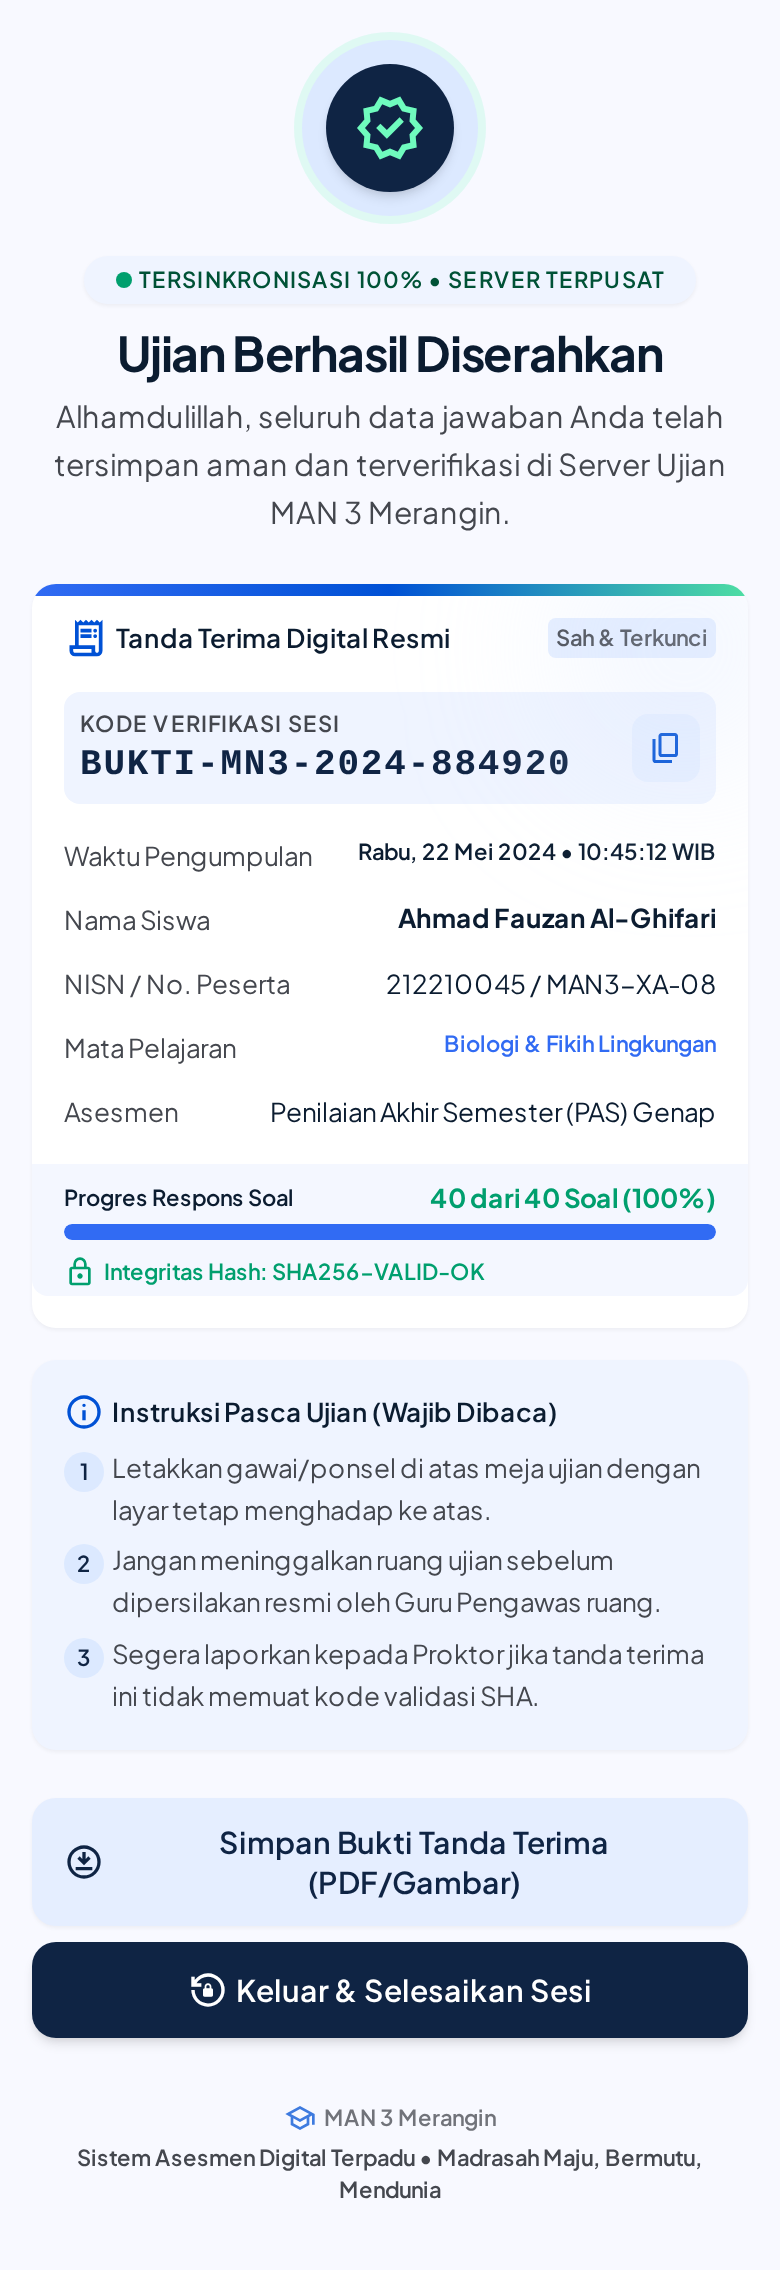 TERSINKRONISASI 100% • SERVER TERPUSAT
Ujian Berhasil Diserahkan
Alhamdulillah, seluruh data jawaban Anda telah
tersimpan aman dan terverifikasi di Server Ujian
MAN 3 Merangin.
Tanda Terima Digital Resmi
Sah & Terkunci
KODE VERIFIKASI SESI
BUKTI-MN3-2024-884920
Waktu Pengumpulan
Rabu, 22 Mei 2024 • 10:45:12 WIB
Nama Siswa
Ahmad Fauzan Al-Ghifari
NISN / No. Peserta
212210045 / MAN3-XA-08
Mata Pelajaran
Biologi & Fikih Lingkungan
Asesmen
Penilaian Akhir Semester (PAS) Genap
Progres Respons Soal
40 dari 40 Soal (100%)
Integritas Hash: SHA256-VALID-OK
Instruksi Pasca Ujian (Wajib Dibaca)
1 Letakkan gawai/ponsel di atas meja ujian dengan
layar tetap menghadap ke atas.
2 Jangan meninggalkan ruang ujian sebelum
dipersilakan resmi oleh Guru Pengawas ruang.
3 Segera laporkan kepada Proktor jika tanda terima
ini tidak memuat kode validasi SHA.
Simpan Bukti Tanda Terima
(PDF/Gambar)
Keluar & Selesaikan Sesi
MAN 3 Merangin
Sistem Asesmen Digital Terpadu • Madrasah Maju, Bermutu,
Mendunia